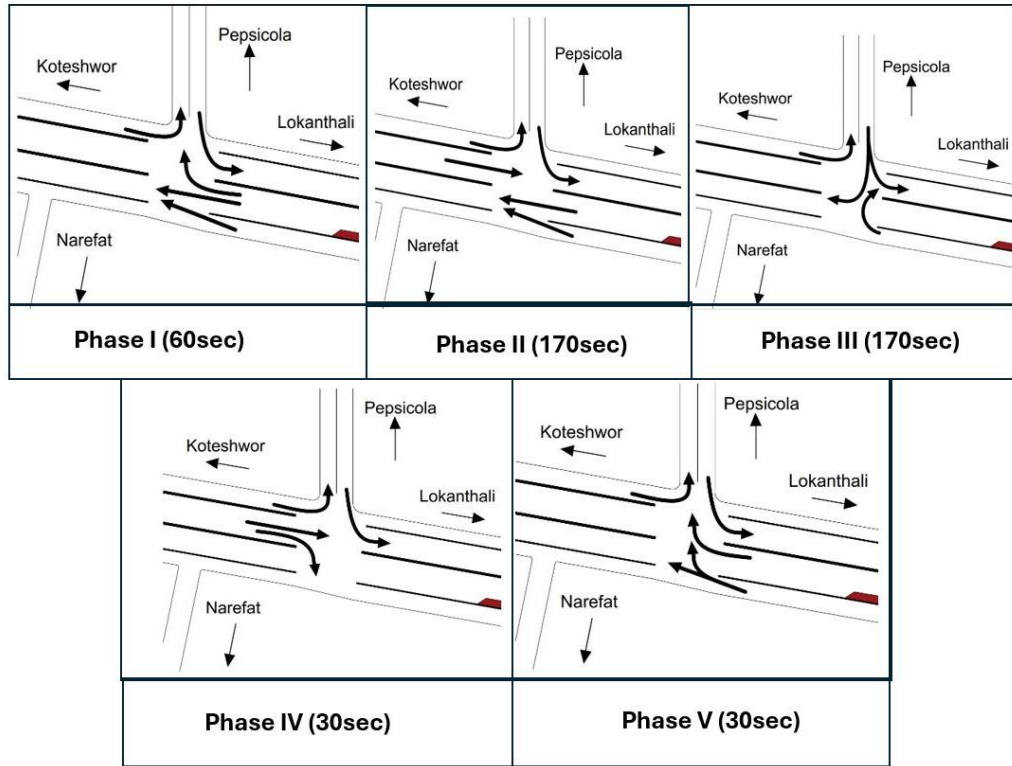 Pepsicola
Koteshwor
Lokanthali
Narefat
Phase I (60sec)
Pepsicola
Koteshwor
Lokanthali
Narefat
Phase II (170sec)
Pepsicola
Koteshwor
Lokanthali
Narefat
Phase III (170sec)
Pepsicola
Koteshwor
Lokanthali
Narefat
Phase IV (30sec)
Pepsicola
Koteshwor
Lokanthali
Narefat
Phase V (30sec)